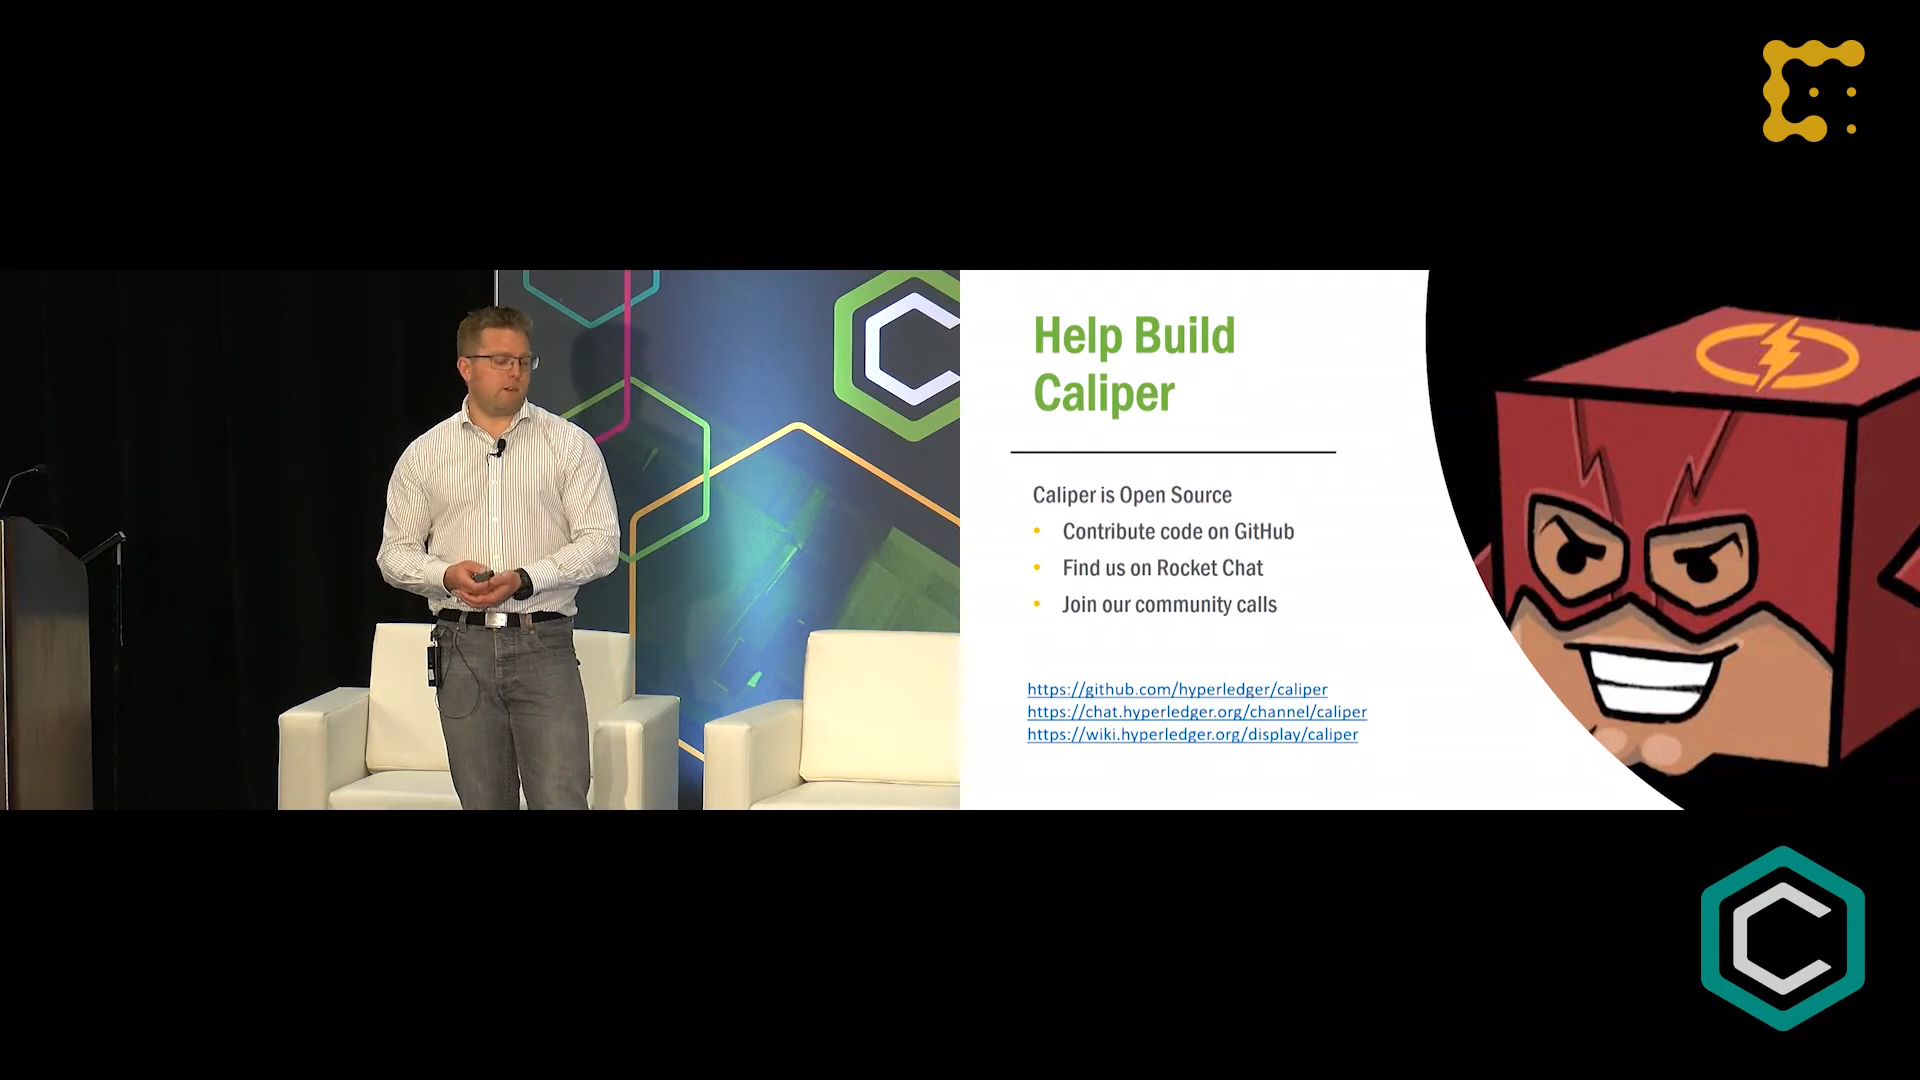 Help Build
Caliper
Caliper is Open Source
• Contribute code on GitHub
• Find us on Rocket Chat
• Join our community calls
https://github.com/hyperledger/caliper
https://chat.hyperledger.org/channel/caliper
https://wiki.hyperledger.org/display/caliper